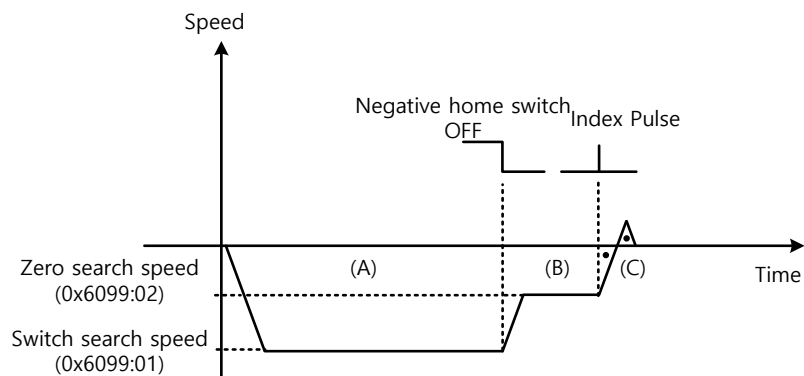 Speed
Negative home switch
OFF
Index Pulse
Zero search speed
(0x6099:02)
(A)
(B)
(C)
Time
Switch search speed
(0x6099:01)